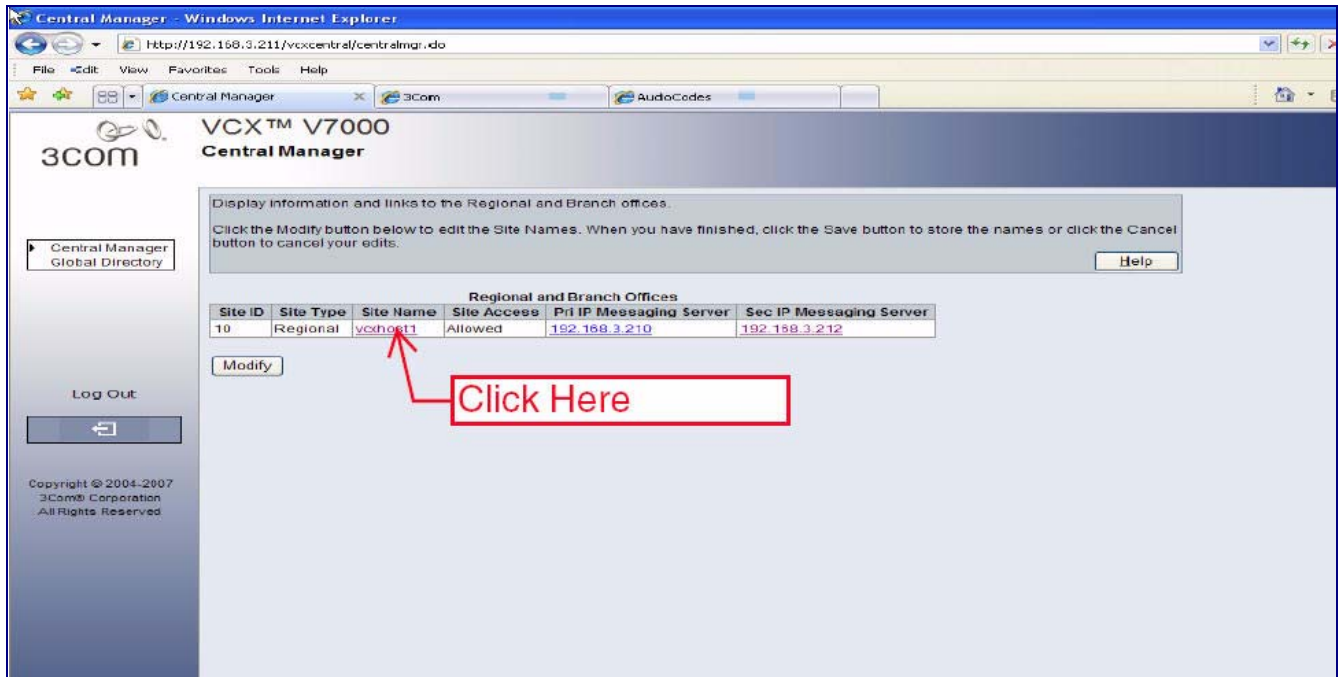 Central Manager - Windows Internet Explorer
http://192.168.3.211/vcxcentral/centralmgr.do
File Edit View Favorites Tools Help
Central Manager 3Com AudoCodes
3com
VCX™ V7000
Central Manager
Display information and links to the Regional and Branch offices.
Click the Modify button below to edit the Site Names. When you have finished, click the Save button to store the names or click the Cancel
button to cancel your edits.
Help
Central Manager
Global Directory
Regional and Branch Offices
Site ID Site Type Site Name Site Access Pri IP Messaging Server Sec IP Messaging Server
10 Regional vcxhost1 Allowed 192.168.3.210 192.168.3.212
Modify
Click Here
Log Out
Copyright © 2004-2007
3Com® Corporation
All Rights Reserved